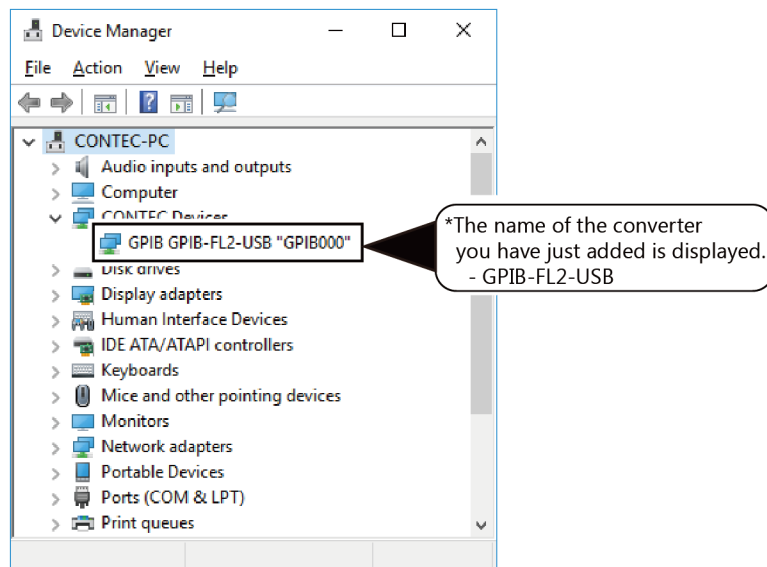 Device Manager
File Action View Help
CONTEC-PC
Audio inputs and outputs
Computer
CONTEC Devices
GPIB GPIB-FL2-USB "GPIB000"
*The name of the converter
you have just added is displayed.
- GPIB-FL2-USB
Disk drives
Display adapters
Human Interface Devices
IDE ATA/ATAPI controllers
Keyboards
Mice and other pointing devices
Monitors
Network adapters
Portable Devices
Ports (COM & LPT)
Print queues